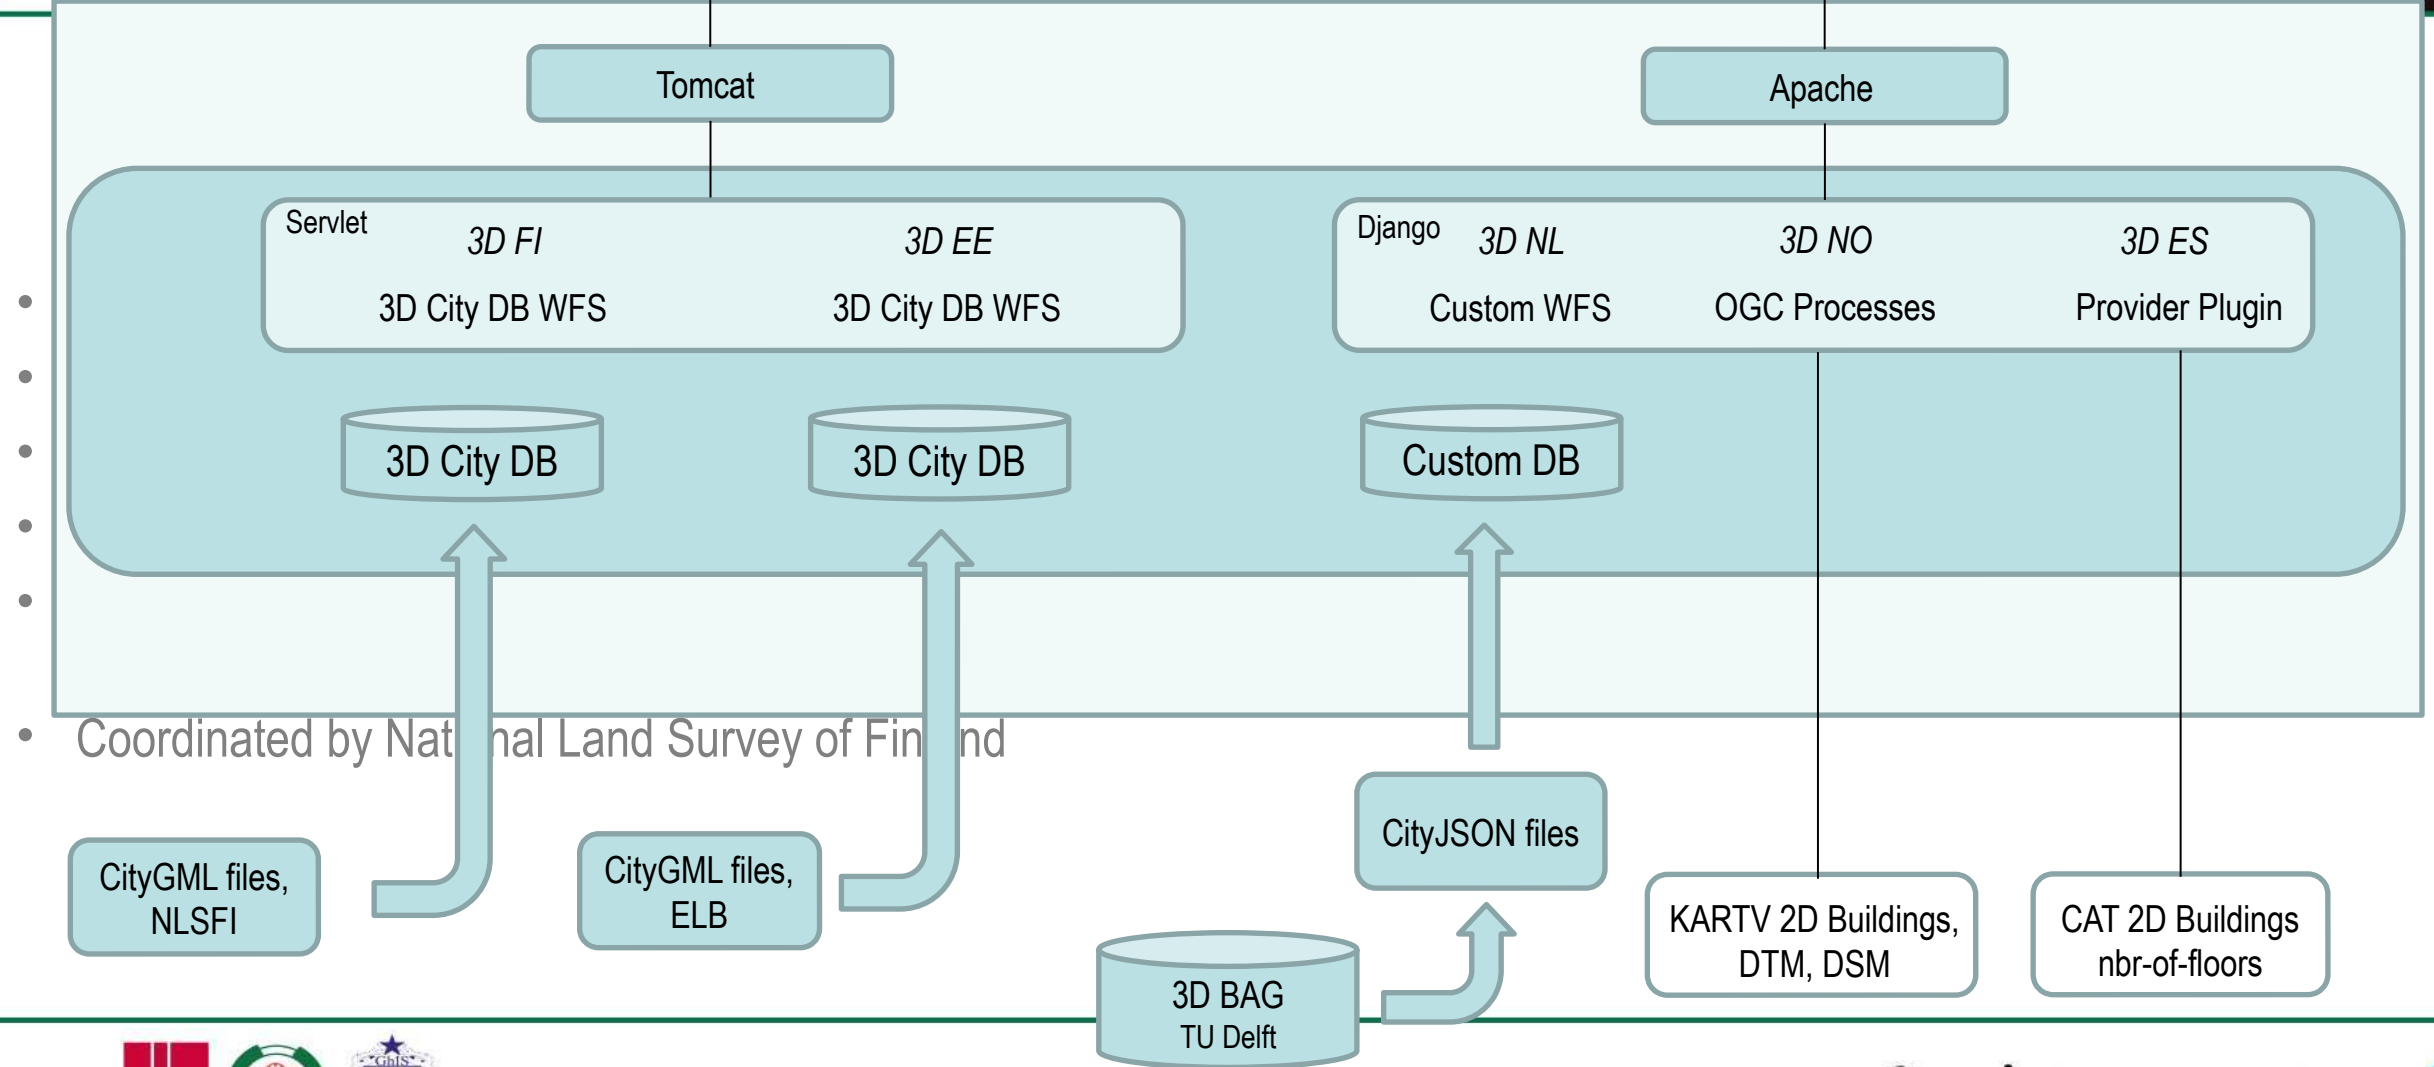 Tomcat
Apache
Servlet
3D FI
3D EE
3D City DB WFS
3D City DB WFS
Django
3D NL
3D NO
3D ES
Custom WFS
OGC Processes
Provider Plugin
3D City DB
3D City DB
Custom DB
• Coordinated by Nat nal Land Survey of Fin nd
CityGML files,
NLSFI
CityGML files,
ELB
CityJSON files
KARTV 2D Buildings,
DTM, DSM
CAT 2D Buildings
nbr-of-floors
3D BAG
TU Delft
GhIS